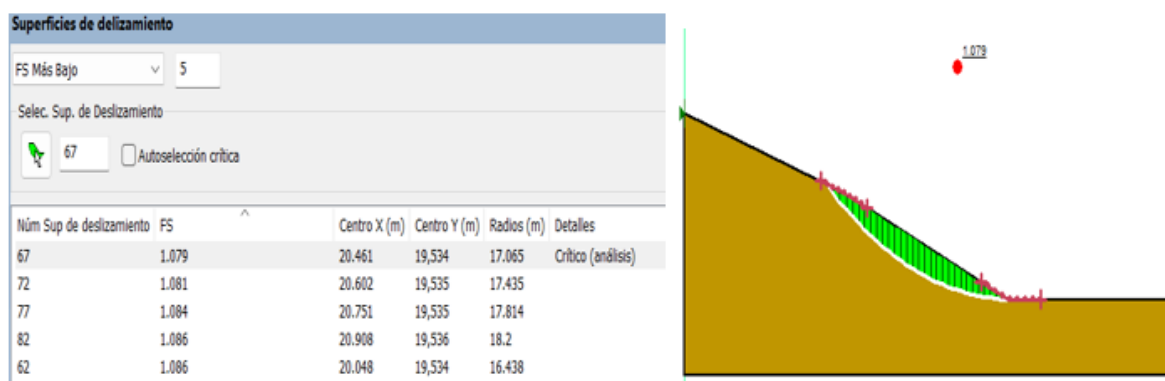 Superficies de delizamiento
FS Más Bajo 5
Selec. Sup. de Deslizamiento
67 Autoselección crítica
Núm Sup de deslizamiento FS Centro X (m) Centro Y (m) Radios (m) Detalles
67 1.079 20.461 19,534 17.065 Crítico (análisis)
72 1.081 20.602 19,535 17.435
77 1.084 20.751 19,535 17.814
82 1.086 20.908 19,536 18.2
62 1.086 20.048 19,534 16.438
1.079